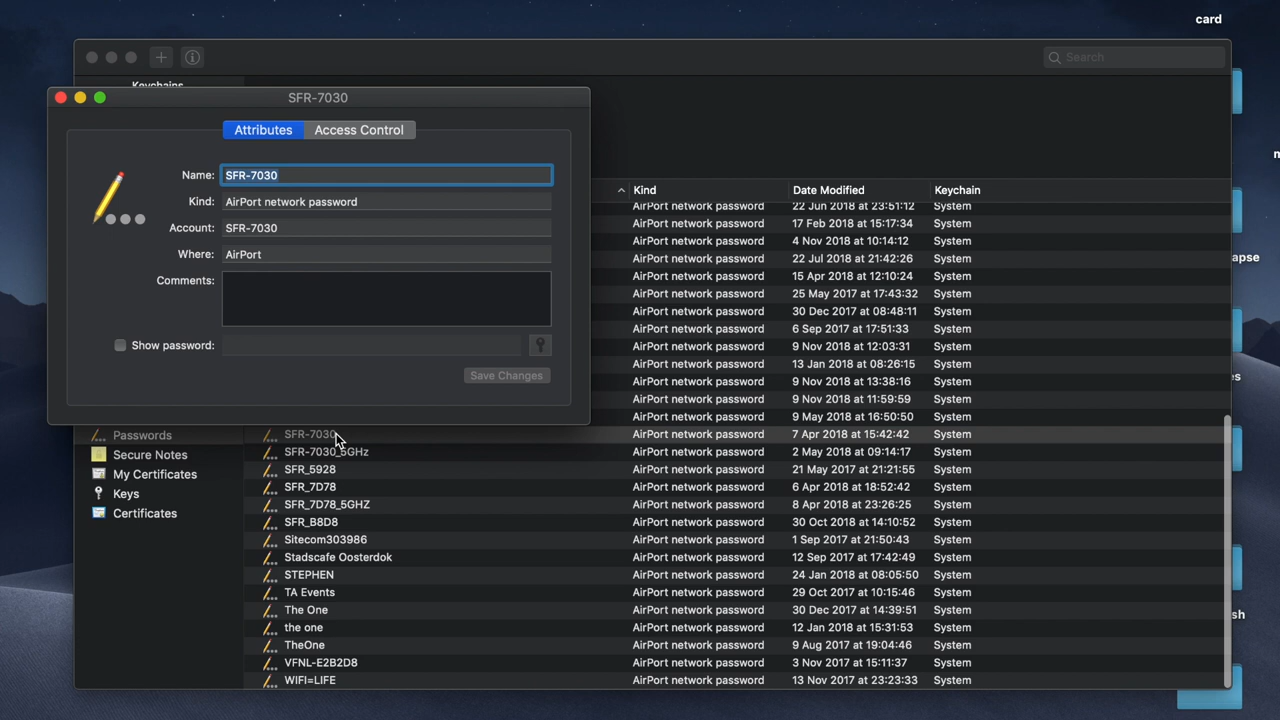 card
Search
Keychains
SFR-7030
Attributes
Access Control
Name: SFR-7030
Kind: AirPort network password
Account: SFR-7030
Where: AirPort
Comments:
Show password:
Save Changes
Kind Date Modified Keychain
AirPort network password 22 Jun 2018 at 23:51:12 System
AirPort network password 17 Feb 2018 at 15:17:34 System
AirPort network password 4 Nov 2018 at 10:14:12 System
AirPort network password 22 Jul 2018 at 21:42:26 System
AirPort network password 15 Apr 2018 at 12:10:24 System
AirPort network password 25 May 2017 at 17:43:32 System
AirPort network password 30 Dec 2017 at 08:48:11 System
AirPort network password 6 Sep 2017 at 17:51:33 System
AirPort network password 9 Nov 2018 at 12:03:31 System
AirPort network password 13 Jan 2018 at 08:26:15 System
AirPort network password 9 Nov 2018 at 13:38:16 System
AirPort network password 9 Nov 2018 at 11:59:59 System
AirPort network password 9 May 2018 at 16:50:50 System
Passwords
Secure Notes
My Certificates
Keys
Certificates
SFR-7030 AirPort network password 7 Apr 2018 at 15:42:42 System
SFR-7030_5GHz AirPort network password 2 May 2018 at 09:14:17 System
SFR_5928 AirPort network password 21 May 2017 at 21:21:55 System
SFR_7D78 AirPort network password 6 Apr 2018 at 18:52:42 System
SFR_7D78_5GHZ AirPort network password 8 Apr 2018 at 23:26:25 System
SFR_B8D8 AirPort network password 30 Oct 2018 at 14:10:52 System
Sitecom303986 AirPort network password 1 Sep 2017 at 21:50:43 System
Stadscafe Oosterdok AirPort network password 12 Sep 2017 at 17:42:49 System
STEPHEN AirPort network password 24 Jan 2018 at 08:05:50 System
TA Events AirPort network password 29 Oct 2017 at 10:15:46 System
The One AirPort network password 30 Dec 2017 at 14:39:51 System
the one AirPort network password 12 Jan 2018 at 15:31:53 System
TheOne AirPort network password 9 Aug 2017 at 19:04:46 System
VFNL-E2B2D8 AirPort network password 3 Nov 2017 at 15:11:37 System
WIFI=LIFE AirPort network password 13 Nov 2017 at 23:23:33 System
apse
es
sh